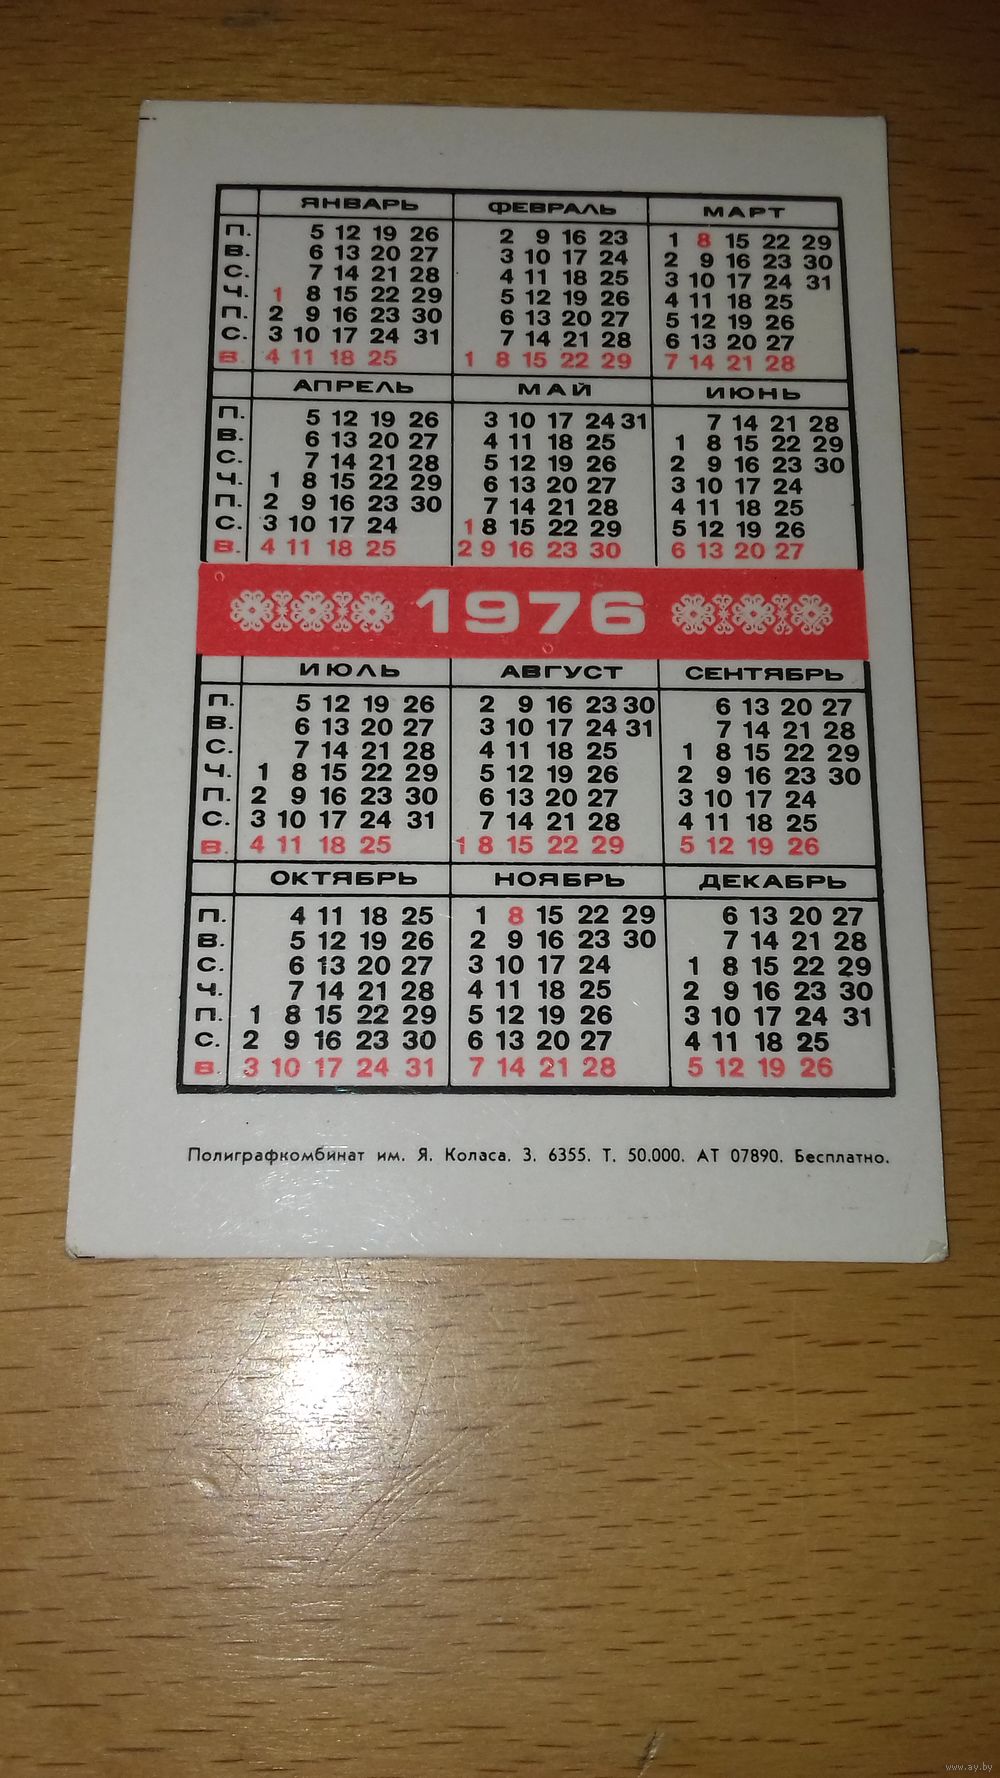 ЯНВАРЬ ФЕВРАЛЬ МАРТ
П. 5 12 19 26 2 9 16 23 1 8 15 22 29
В. 6 13 20 27 3 10 17 24 2 9 16 23 30
С. 7 14 21 28 4 11 18 25 3 10 17 24 31
Ч. 1 8 15 22 29 5 12 19 26 4 11 18 25
П. 2 9 16 23 30 6 13 20 27 5 12 19 26
С. 3 10 17 24 31 7 14 21 28 6 13 20 27
В. 4 11 18 25 1 8 15 22 29 7 14 21 28
АПРЕЛЬ МАЙ ИЮНЬ
П. 5 12 19 26 3 10 17 24 31 7 14 21 28
В. 6 13 20 27 4 11 18 25 1 8 15 22 29
С. 7 14 21 28 5 12 19 26 2 9 16 23 30
Ч. 1 8 15 22 29 6 13 20 27 3 10 17 24
П. 2 9 16 23 30 7 14 21 28 4 11 18 25
С. 3 10 17 24 1 8 15 22 29 5 12 19 26
В. 4 11 18 25 2 9 16 23 30 6 13 20 27
1976
ИЮЛЬ АВГУСТ СЕНТЯБРЬ
П. 5 12 19 26 2 9 16 23 30 6 13 20 27
В. 6 13 20 27 3 10 17 24 31 7 14 21 28
С. 7 14 21 28 4 11 18 25 1 8 15 22 29
Ч. 1 8 15 22 29 5 12 19 26 2 9 16 23 30
П. 2 9 16 23 30 6 13 20 27 3 10 17 24
С. 3 10 17 24 31 7 14 21 28 4 11 18 25
В. 4 11 18 25 1 8 15 22 29 5 12 19 26
ОКТЯБРЬ НОЯБРЬ ДЕКАБРЬ
П. 4 11 18 25 1 8 15 22 29 6 13 20 27
В. 5 12 19 26 2 9 16 23 30 7 14 21 28
С. 6 13 20 27 3 10 17 24 1 8 15 22 29
Ч. 7 14 21 28 4 11 18 25 2 9 16 23 30
П. 1 8 15 22 29 5 12 19 26 3 10 17 24 31
С. 2 9 16 23 30 6 13 20 27 4 11 18 25
В. 3 10 17 24 31 7 14 21 28 5 12 19 26
Полиграфкомбинат им. Я. Коласа. З. 6355. Т. 50.000. АТ 07890. Бесплатно.
www.ay.by